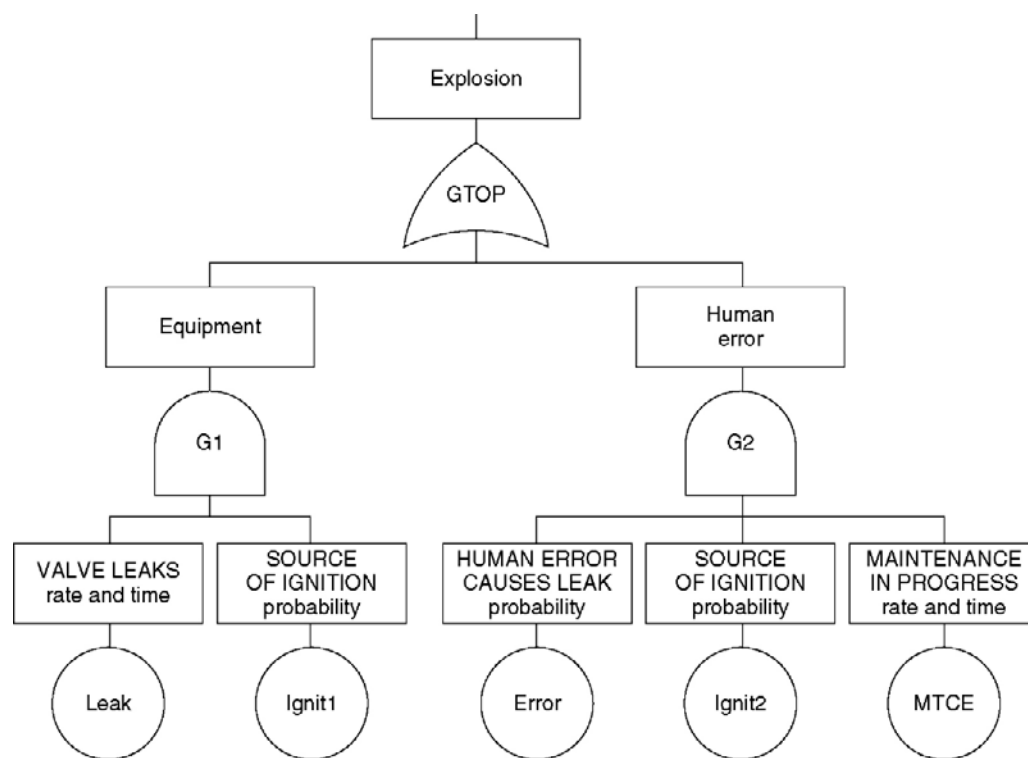 Explosion
GTOP
Equipment
Human
error
G1
G2
VALVE LEAKS
rate and time
SOURCE
OF IGNITION
probability
HUMAN ERROR
CAUSES LEAK
probability
SOURCE
OF IGNITION
probability
MAINTENANCE
IN PROGRESS
rate and time
Leak
Ignit1
Error
Ignit2
MTCE